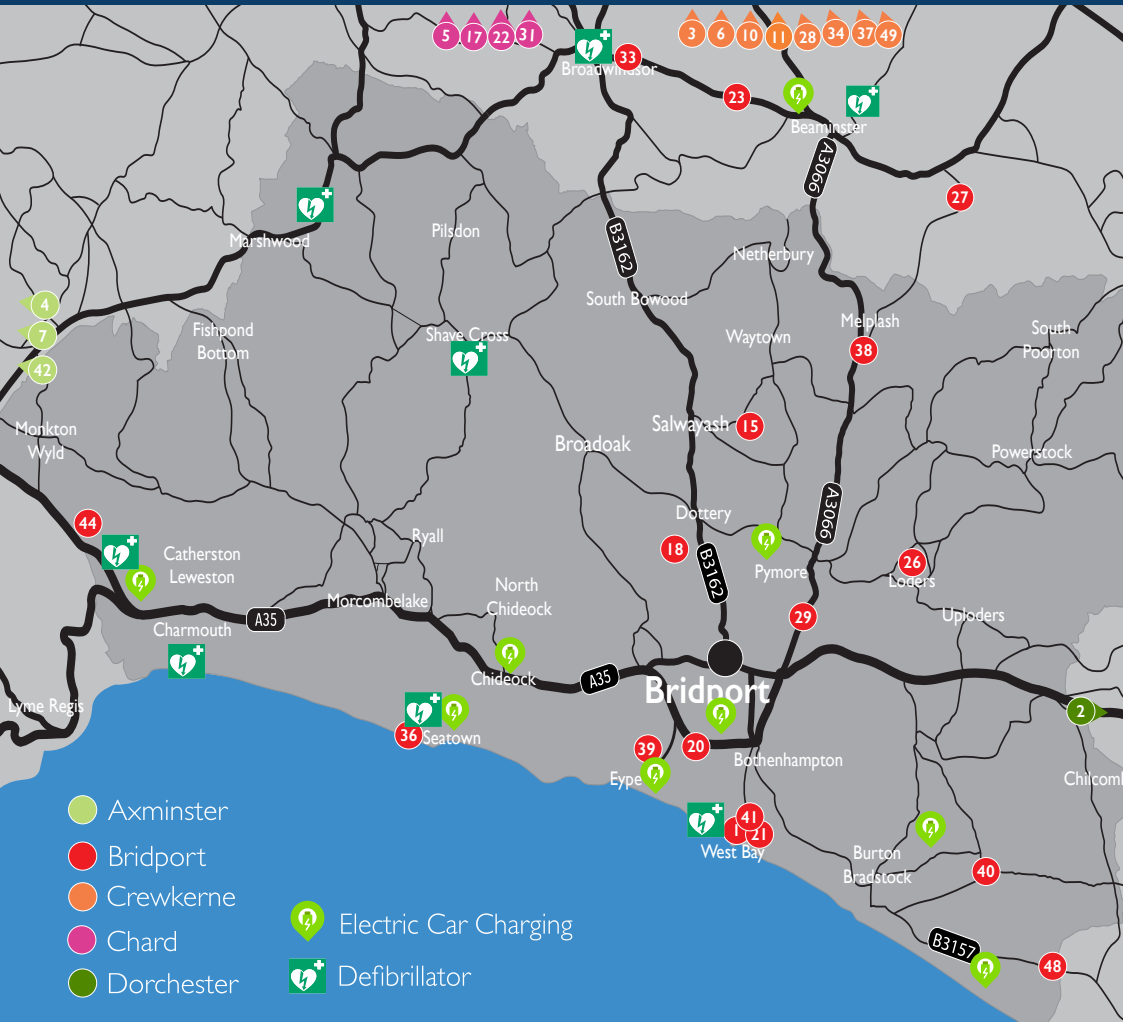 5 17 22 31
3 6 10 11 28 34 37 49
Broadwindsor
33
23
Beaminster
A3066
27
Marshwood
Pilsdon
B3162
Netherbury
South Bowood
4
7
42
Fishpond
Bottom
Shave Cross
Waytown
Melplash
38
South
Poorton
Monkton
Wyld
Broadoak
Salwayash
15
Powerstock
44
Catherston
Leweston
Ryall
Dottery
18
B3162
Pymore
A3066
26
Loders
North
Chideock
Morcombelake
A35
Charmouth
29
Uploders
Chideock
A35
Bridport
Lyme Regis
36
Seatown
2
39
20
Eype
Bothenhampton
Chilcom
1
41
21
West Bay
Burton
Bradstock
40
B3157
48
Axminster
Bridport
Crewkerne
Chard
Dorchester
Electric Car Charging
Defibrillator